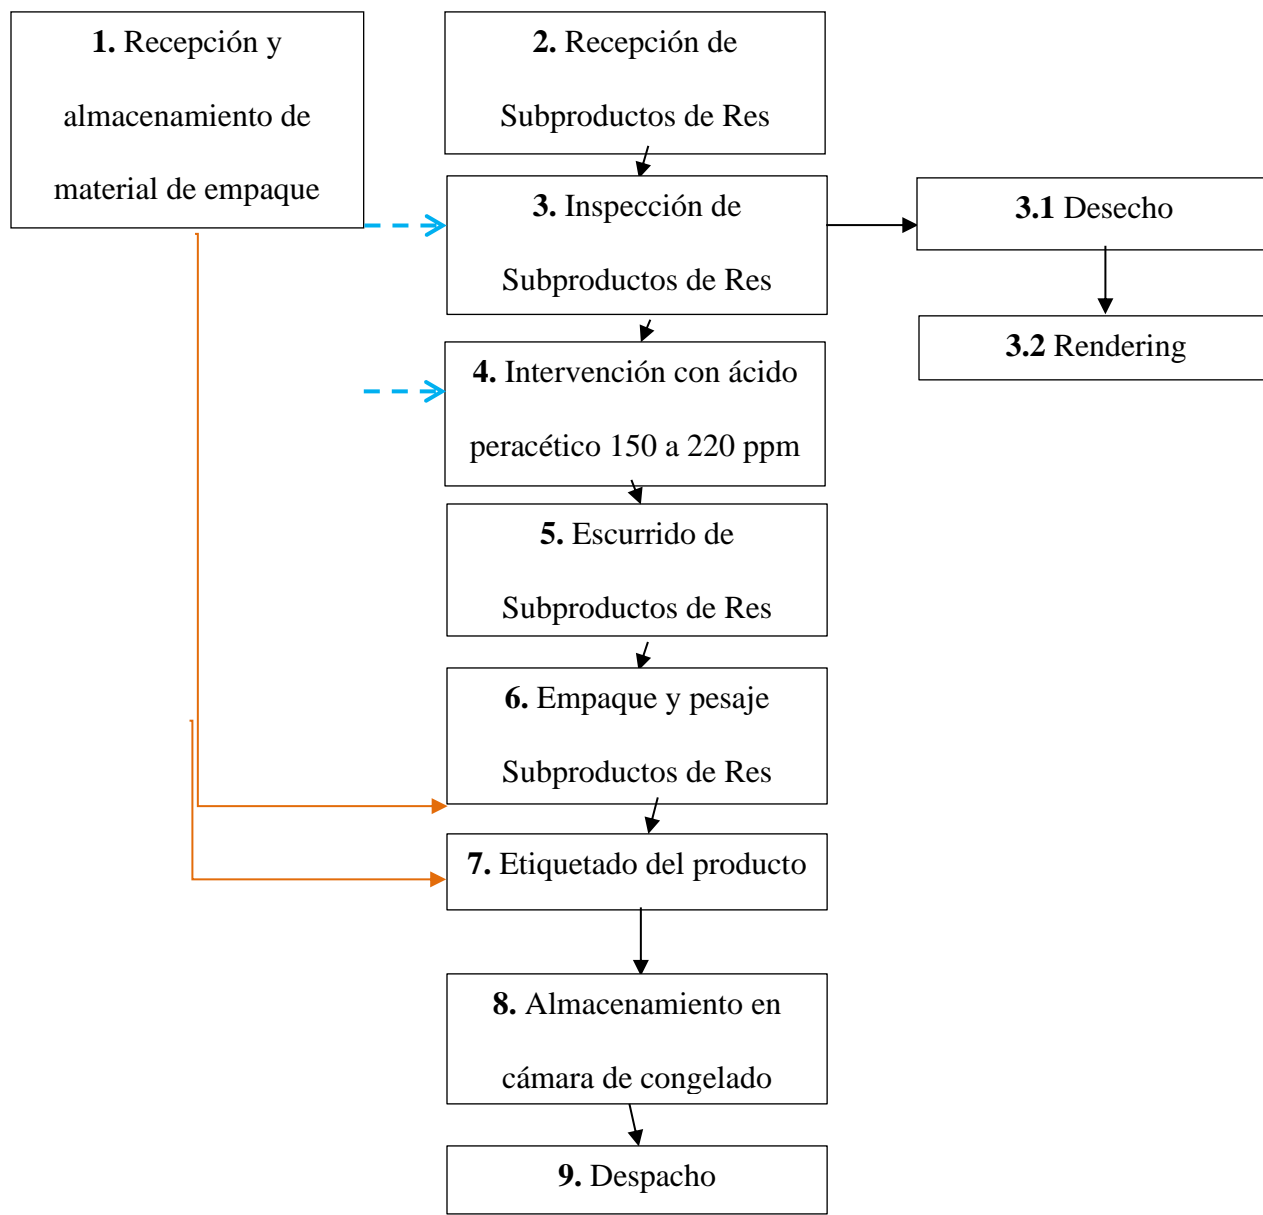 1. Recepción y
almacenamiento de
material de empaque
2. Recepción de
Subproductos de Res
3. Inspección de
Subproductos de Res
3.1 Desecho
3.2 Rendering
4. Intervención con ácido
peracético 150 a 220 ppm
5. Escurrido de
Subproductos de Res
6. Empaque y pesaje
Subproductos de Res
7. Etiquetado del producto
8. Almacenamiento en
cámara de congelado
9. Despacho